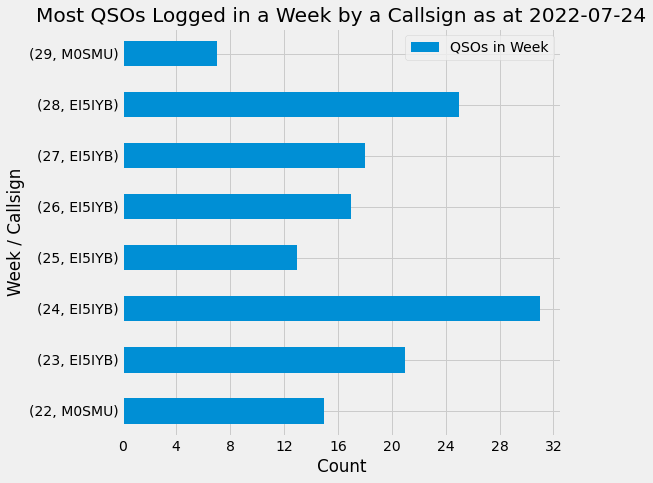 Most QSOs Logged in a Week by a Callsign as at 2022-07-24
QSOs in Week
Week / Callsign
(29, M0SMU)
(28, EI5IYB)
(27, EI5IYB)
(26, EI5IYB)
(25, EI5IYB)
(24, EI5IYB)
(23, EI5IYB)
(22, M0SMU)
0 4 8 12 16 20 24 28 32
Count